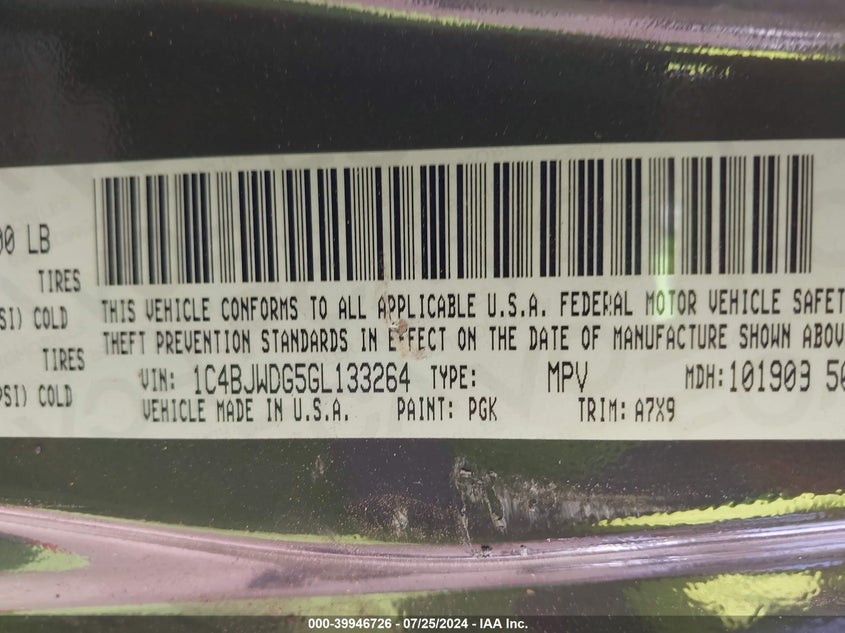 00 LB
TIRES
SI) COLD
TIRES
PSI) COLD
THIS VEHICLE CONFORMS TO ALL APPLICABLE U.S.A. FEDERAL MOTOR VEHICLE SAFET
THEFT PREVENTION STANDARDS IN EFFECT ON THE DATE OF MANUFACTURE SHOWN ABOV
VIN: 1C4BJWDG5GL133264 TYPE: MPV MDH: 101903 50
VEHICLE MADE IN U.S.A. PAINT: PGK TRIM: A7X9
000-39946726 - 07/25/2024 - IAA Inc.